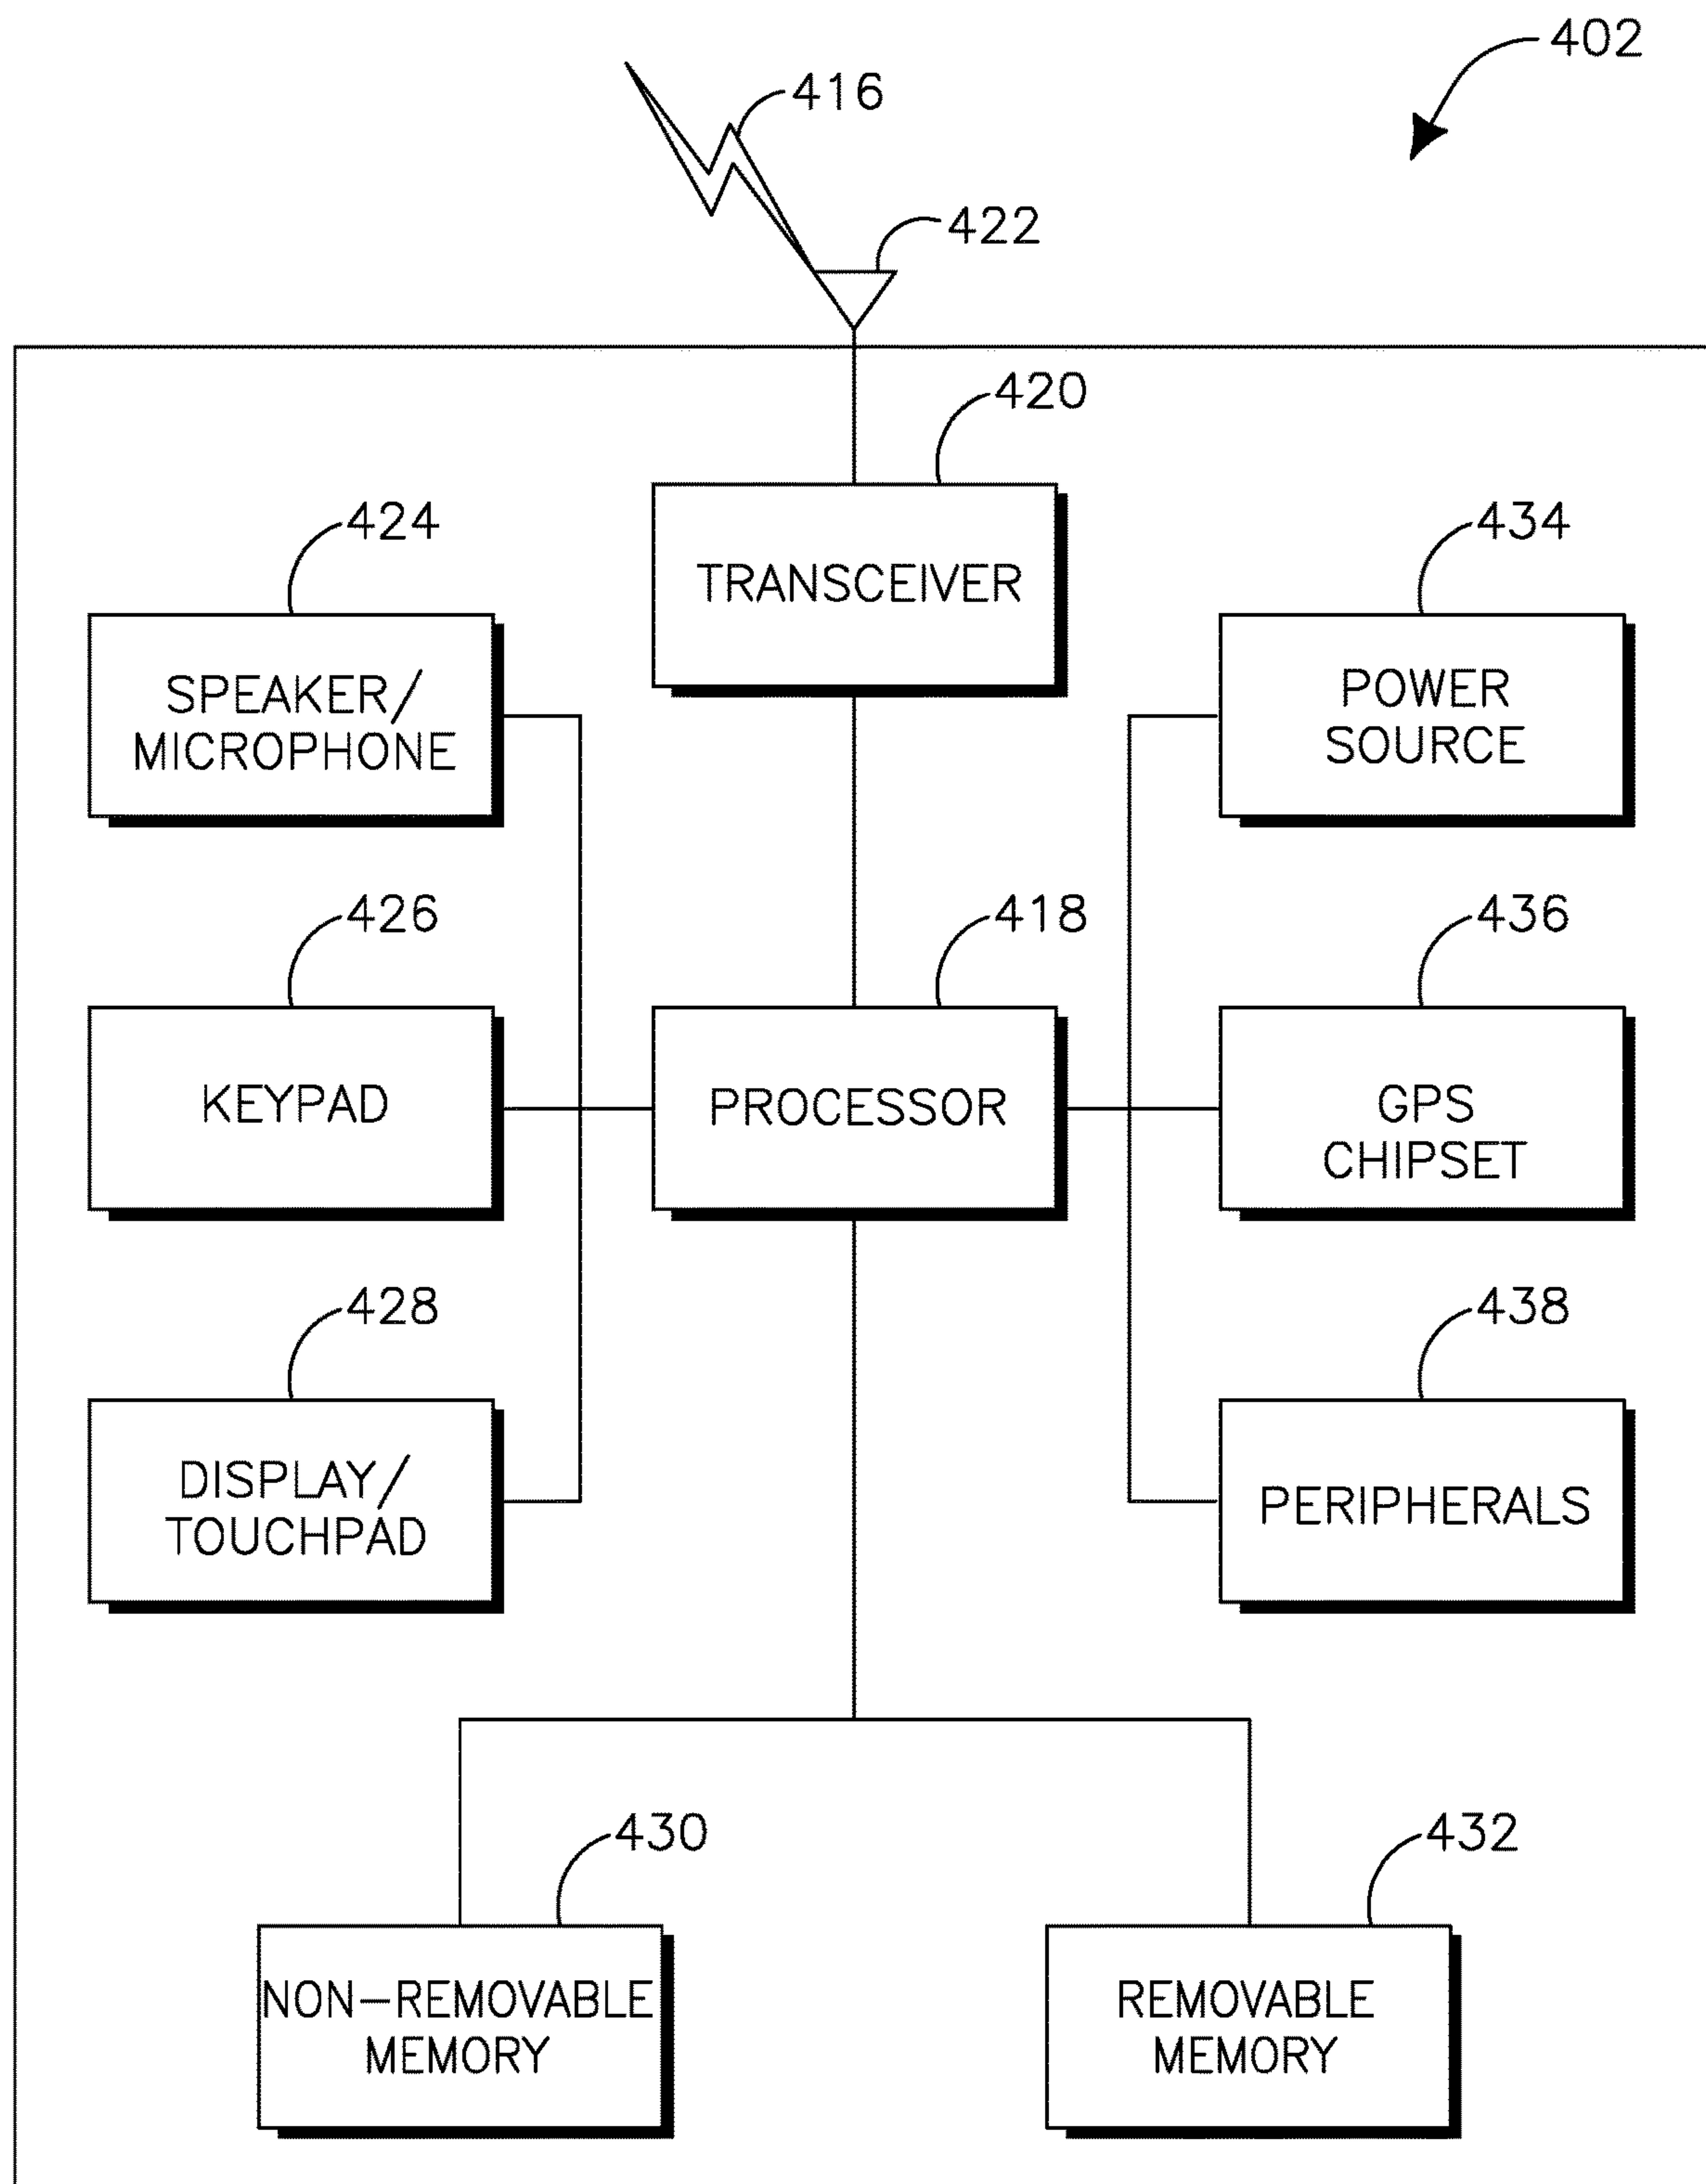 402
416
422
420
TRANSCEIVER
424
SPEAKER/
MICROPHONE
434
POWER
SOURCE
426
KEYPAD
418
PROCESSOR
436
GPS
CHIPSET
428
DISPLAY/
TOUCHPAD
438
PERIPHERALS
430
NON-REMOVABLE
MEMORY
432
REMOVABLE
MEMORY